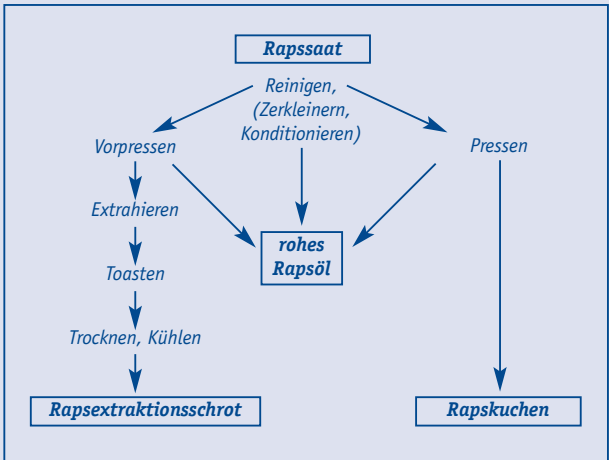 Rapssaat
Reinigen,
(Zerkleinern,
Konditionieren)
Vorpressen
Pressen
Extrahieren
rohes
Rapsöl
Toasten
Trocknen, Kühlen
Rapsextraktionsschrot
Rapskuchen